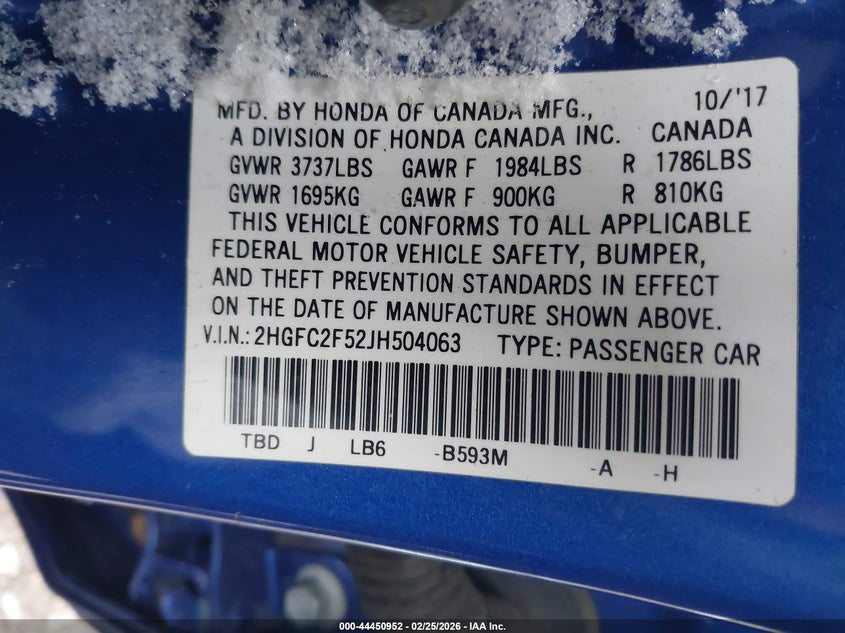 MFD. BY HONDA OF CANADA MFG., 10/'17
A DIVISION OF HONDA CANADA INC. CANADA
GVWR 3737LBS GAWR F 1984LBS R 1786LBS
GVWR 1695KG GAWR F 900KG R 810KG
THIS VEHICLE CONFORMS TO ALL APPLICABLE
FEDERAL MOTOR VEHICLE SAFETY, BUMPER,
AND THEFT PREVENTION STANDARDS IN EFFECT
ON THE DATE OF MANUFACTURE SHOWN ABOVE.
V.I.N.: 2HGFC2F52JH504063 TYPE: PASSENGER CAR
TBD J LB6 -B593M -A -H
000-44450952 - 02/25/2026 - IAA Inc.